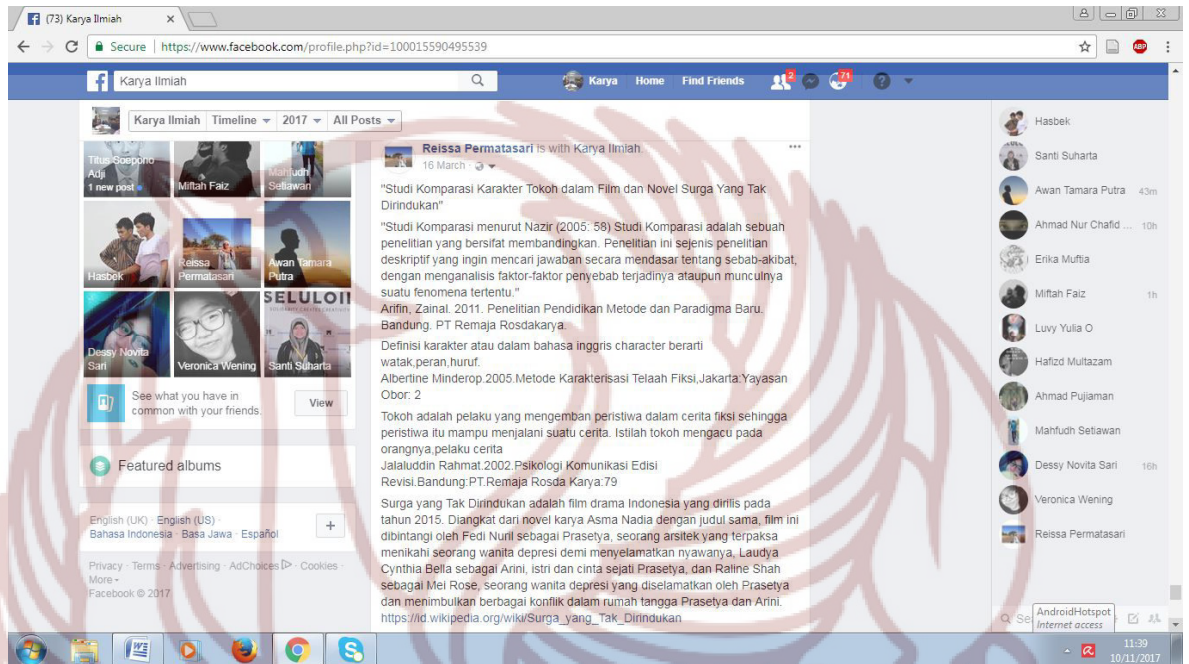 (73) Karya Ilmiah
Secure | https://www.facebook.com/profile.php?id=100015590495539
ABP
Karya Ilmiah
Karya Home Find Friends 2 71
Karya Ilmiah Timeline 2017 All Posts
Titus Soepono
Adji
1 new post
Miftah Faiz
Mahfudh
Setiawan
Hasbek
Reissa
Permatasari
Awan Tamara
Putra
SELULOI
Dessy Novita
Sari
Veronica Wening
Santi Suharta
See what you have in
common with your friends.
View
Featured albums
English (UK) · English (US) ·
Bahasa Indonesia · Basa Jawa · Español
Privacy · Terms · Advertising · AdChoices · Cookies ·
More
Facebook © 2017
Reissa Permatasari is with Karya Ilmiah.
16 March
"Studi Komparasi Karakter Tokoh dalam Film dan Novel Surga Yang Tak
Dirindukan"
"Studi Komparasi menurut Nazir (2005: 58) Studi Komparasi adalah sebuah
penelitian yang bersifat membandingkan. Penelitian ini sejenis penelitian
deskriptif yang ingin mencari jawaban secara mendasar tentang sebab-akibat,
dengan menganalisis faktor-faktor penyebab terjadinya ataupun munculnya
suatu fenomena tertentu."
Arifin, Zainal. 2011. Penelitian Pendidikan Metode dan Paradigma Baru.
Bandung. PT Remaja Rosdakarya.
Definisi karakter atau dalam bahasa inggris character berarti
watak,peran,huruf.
Albertine Minderop.2005.Metode Karakterisasi Telaah Fiksi,Jakarta:Yayasan
Obor: 2
Tokoh adalah pelaku yang mengemban peristiwa dalam cerita fiksi sehingga
peristiwa itu mampu menjalani suatu cerita. Istilah tokoh mengacu pada
orangnya,pelaku cerita
Jalaluddin Rahmat.2002.Psikologi Komunikasi Edisi
Revisi.Bandung:PT.Remaja Rosda Karya:79
Surga yang Tak Dirindukan adalah film drama Indonesia yang dirilis pada
tahun 2015. Diangkat dari novel karya Asma Nadia dengan judul sama, film ini
dibintangi oleh Fedi Nuril sebagai Prasetya, seorang arsitek yang terpaksa
menikahi seorang wanita depresi demi menyelamatkan nyawanya, Laudya
Cynthia Bella sebagai Arini, istri dan cinta sejati Prasetya, dan Raline Shah
sebagai Mei Rose, seorang wanita depresi yang diselamatkan oleh Prasetya
dan menimbulkan berbagai konflik dalam rumah tangga Prasetya dan Arini.
https://id.wikipedia.org/wiki/Surga_yang_Tak_Dirindukan
Hasbek
Santi Suharta
Awan Tamara Putra 43m
Ahmad Nur Chafid ... 10h
Erika Muftia
Miftah Faiz 1h
Luvy Yulia O
Hafizd Multazam
Ahmad Pujiaman
Mahfudh Setiawan
Dessy Novita Sari 16h
Veronica Wening
Reissa Permatasari
AndroidHotspot
Internet access
11:39
10/11/2017